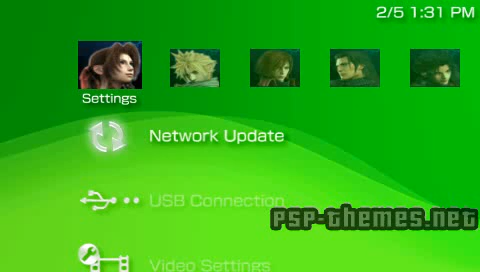 2/5 1:31 PM
Settings
Network Update
USB Connection
psp-themes.net
Video Settings